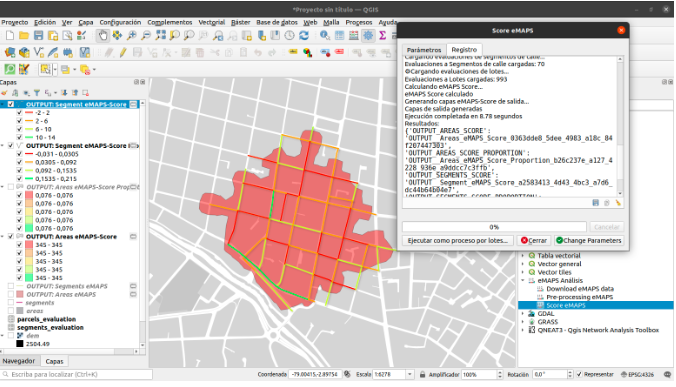 *Proyecto sin título — QGIS
Proyecto Edición Ver Capa Configuración Complementos Vectorial Ráster Base de datos Web Malla Procesos Ayuda
Score eMAPS
Parámetros Registro
Cargando evaluaciones de segmentos de calle...
Evaluaciones a Segmentos de calle cargadas: 70
Cargando evaluaciones de lotes...
Evaluaciones a Lotes cargadas: 993
Calculando eMAPS Score...
eMAPS Score calculado
Generando capas eMAPS-Score de salida...
Capas de salida generadas
Ejecución completada en 8.78 segundos
Resultados:
{'OUTPUT_AREAS_SCORE':
'OUTPUT__Areas_eMAPS_Score_0363dde8_5dee_4983_a18c_84
f207447303',
'OUTPUT_AREAS_SCORE_PROPORTION':
'OUTPUT__Areas_eMAPS_Score_Proportion_b26c237e_a127_4
228_936e_a9ddcc7c3ffb',
'OUTPUT_SEGMENTS_SCORE':
'OUTPUT__Segment_eMAPS_Score_a2583413_4d43_4bc3_a7d6_
dc44b64b04e7',
0%
Cancelar
Ejecutar como proceso por lotes... Cerrar Change Parameters
Capas
OUTPUT: Segment eMAPS-Score
-2 - 2
2 - 6
6 - 10
10 - 14
OUTPUT: Segment eMAPS-Score
-0,031 - 0,0305
0,0305 - 0,092
0,092 - 0,1535
0,1535 - 0,215
OUTPUT: Areas eMAPS-Score
0,076 - 0,076
0,076 - 0,076
0,076 - 0,076
0,076 - 0,076
0,076 - 0,076
OUTPUT: Areas eMAPS-Score
345 - 345
345 - 345
345 - 345
345 - 345
345 - 345
OUTPUT: Segments eMAPS
OUTPUT: Areas eMAPS
segments
areas
parcels_evaluation
segments_evaluation
dem
2504.49
Tabla vectorial
Vector general
Vector tiles
eMAPS Análisis
Download eMAPS data
Pre-processing eMAPS
Score eMAPS
GDAL
GRASS
QNEAT3 - Qgis Network Analysis Toolbox
Navegador Capas
Escriba para localizar (Ctrl+K)
Coordenada -79.00415,-2.89754 Escala 1:6278 Amplificador 100% Rotación 0,0° Representar EPSG:4326